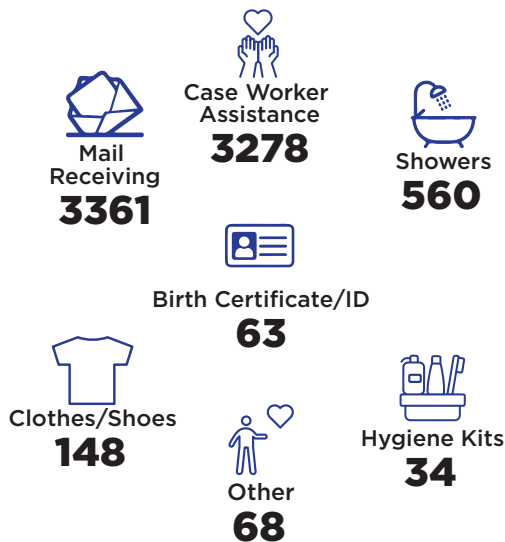 Case Worker
Assistance
3278
Mail
Receiving
3361
Showers
560
Birth Certificate/ID
63
Clothes/Shoes
148
Hygiene Kits
34
Other
68